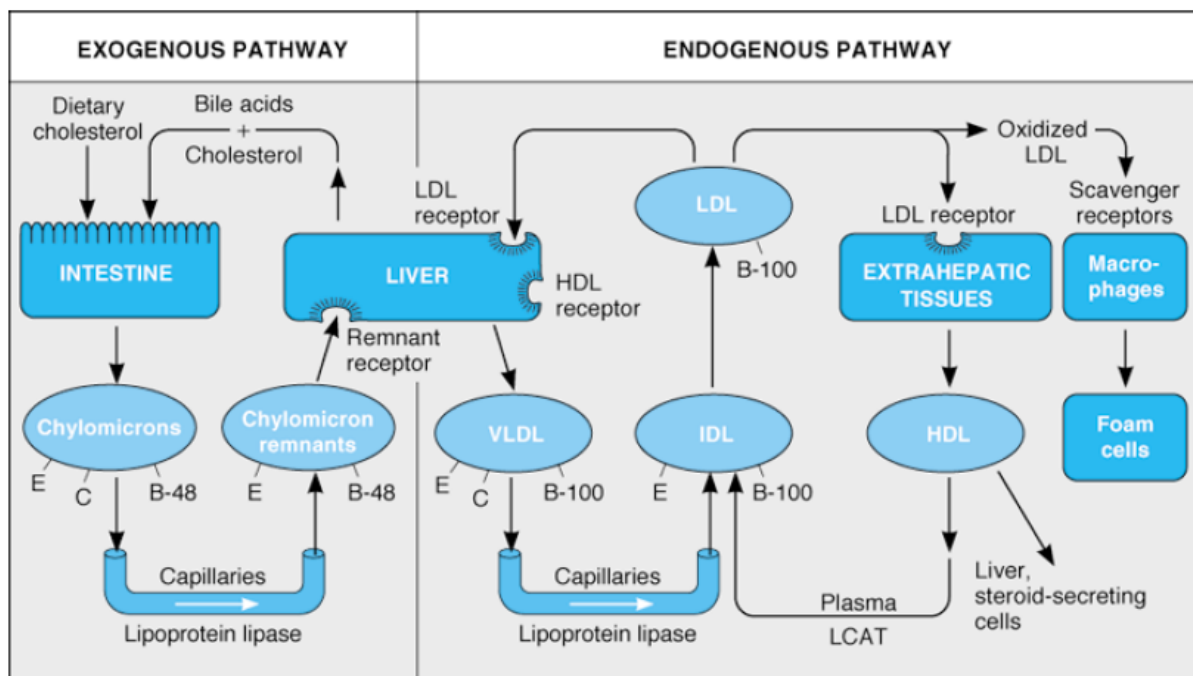 EXOGENOUS PATHWAY
ENDOGENOUS PATHWAY
Dietary
cholesterol
Bile acids
+
Cholesterol
INTESTINE
LIVER
LDL
receptor
HDL
receptor
Remnant
receptor
Chylomicrons
E
C
B-48
Chylomicron
remnants
E
B-48
Capillaries
Lipoprotein lipase
LDL
B-100
Oxidized
LDL
LDL receptor
Scavenger
receptors
EXTRAHEPATIC
TISSUES
Macro-
phages
VLDL
E
C
B-100
IDL
E
B-100
HDL
Foam
cells
Capillaries
Lipoprotein lipase
Plasma
LCAT
Liver,
steroid-secreting
cells